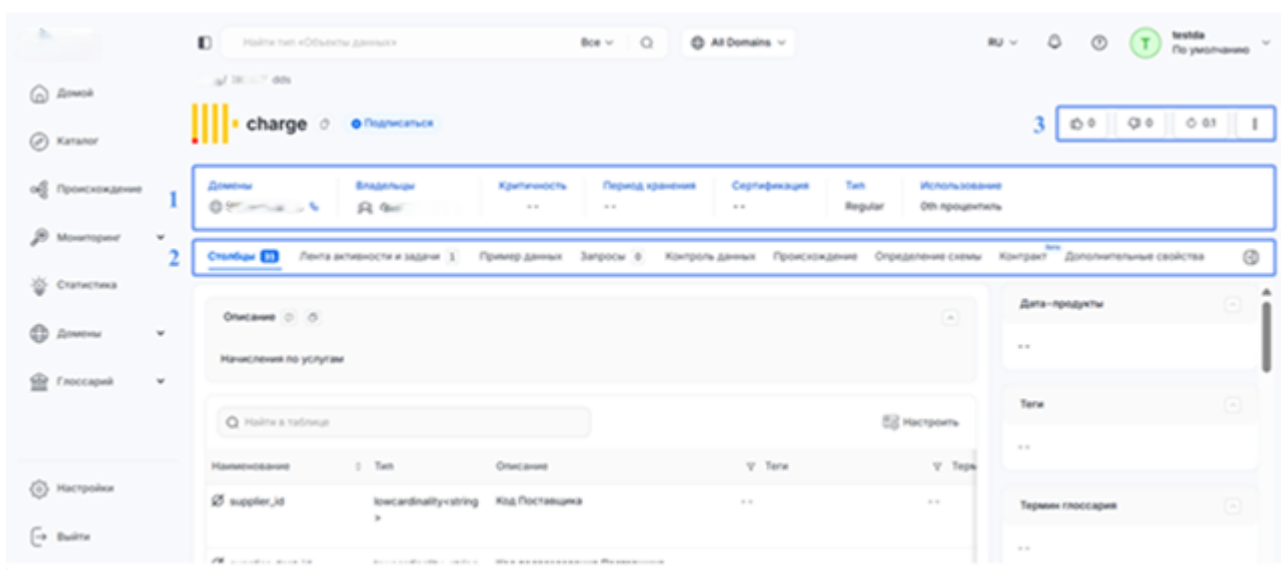 Найти тип «Объекты данных»
Все
All Domains
RU
testda
По умолчанию
T
dds
charge
Подписаться
3
0
0
0.1
Домой
Каталог
Происхождение
Мониторинг
Статистика
Домены
Глоссарий
Настройки
Выйти
1
Домены
Владельцы
Критичность
Период хранения
Сертификация
Тип
Использование
--
--
--
Regular
0th процентиль
2
Столбцы
Лента активности и задачи 1
Пример данных
Запросы 0
Контроль данных
Происхождение
Определение схемы
Контракт
Beta
Дополнительные свойства
Описание
Начисления по услугам
Найти в таблице
Настроить
Наименование
Тип
Описание
Теги
Терм
supplier_id
lowcardinality<string
>
Код Поставщика
--
--
Дата-продукты
--
Теги
--
Термин глоссария
--